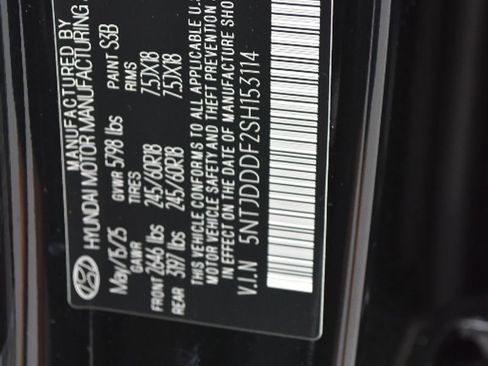 MANUFACTURED BY
HYUNDAI MOTOR MANUFACTURING
May/15/25 GVWR 5798 lbs PAINT S3B
GAWR TIRES RIMS
FRONT 2646 lbs 245/60R18 7.5JX18
REAR 3197 lbs 245/60R18 7.5JX18
THIS VEHICLE CONFORMS TO ALL APPLICABLE U.S
MOTOR VEHICLE SAFETY AND THEFT PREVENTION
IN EFFECT ON THE DATE OF MANUFACTURE SHOWN
V.I.N 5NTJDDDF2SH153114